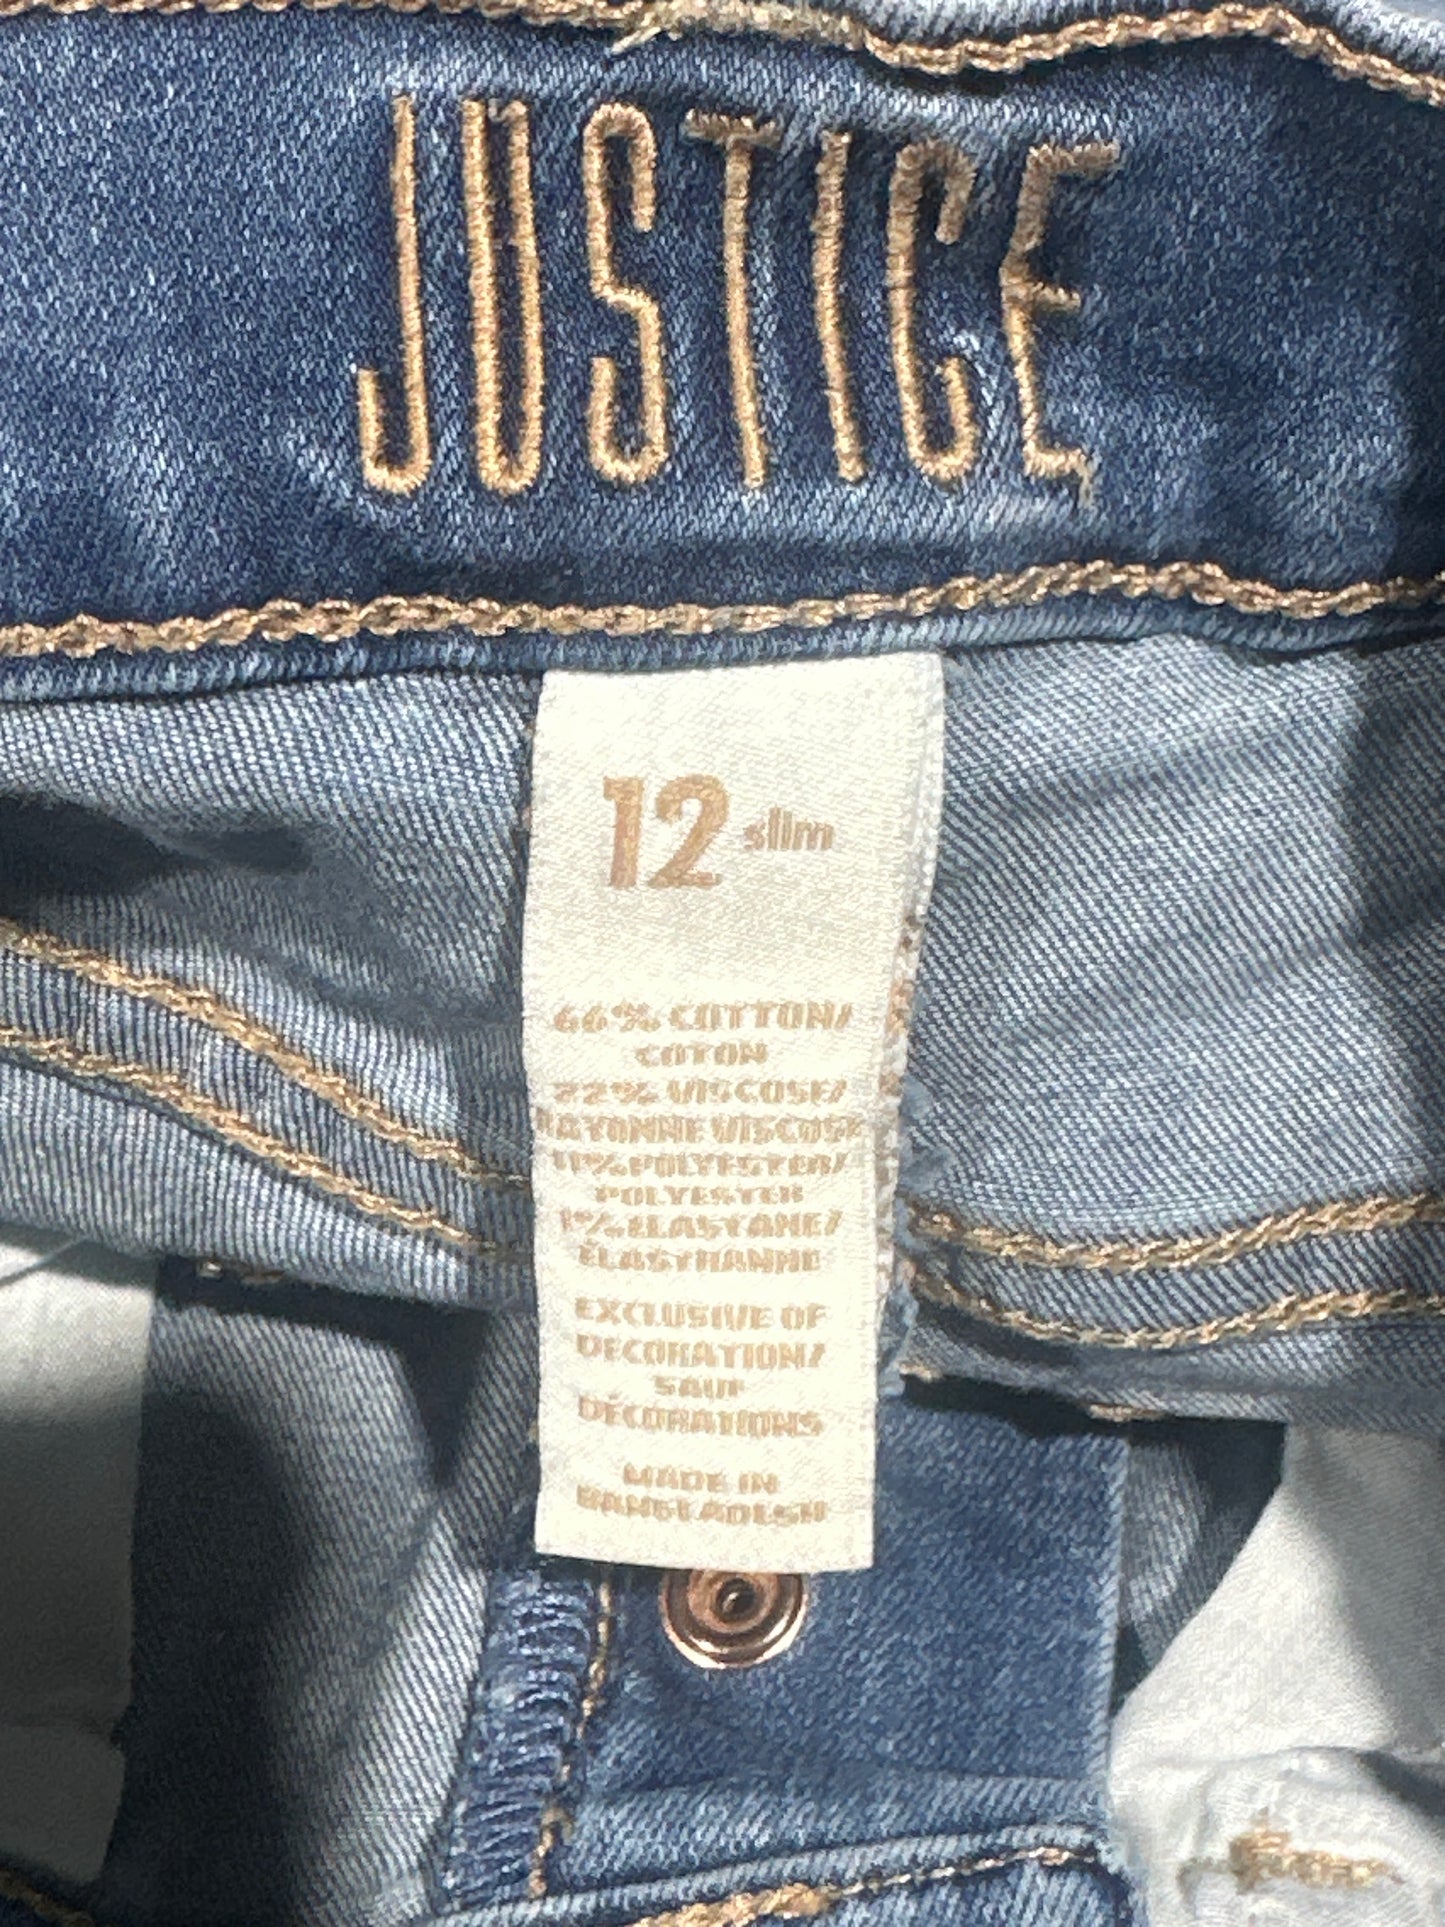 JUSTICE
12 slim
66% COTTON/
COTON
22% VISCOSE/
RAYONNE VISCOSE
11% POLYESTER/
POLYESTER
1% ELASTANE/
ÉLASTHANNE
EXCLUSIVE OF
DECORATION/
SAUF
DÉCORATIONS
MADE IN
BANGLADESH